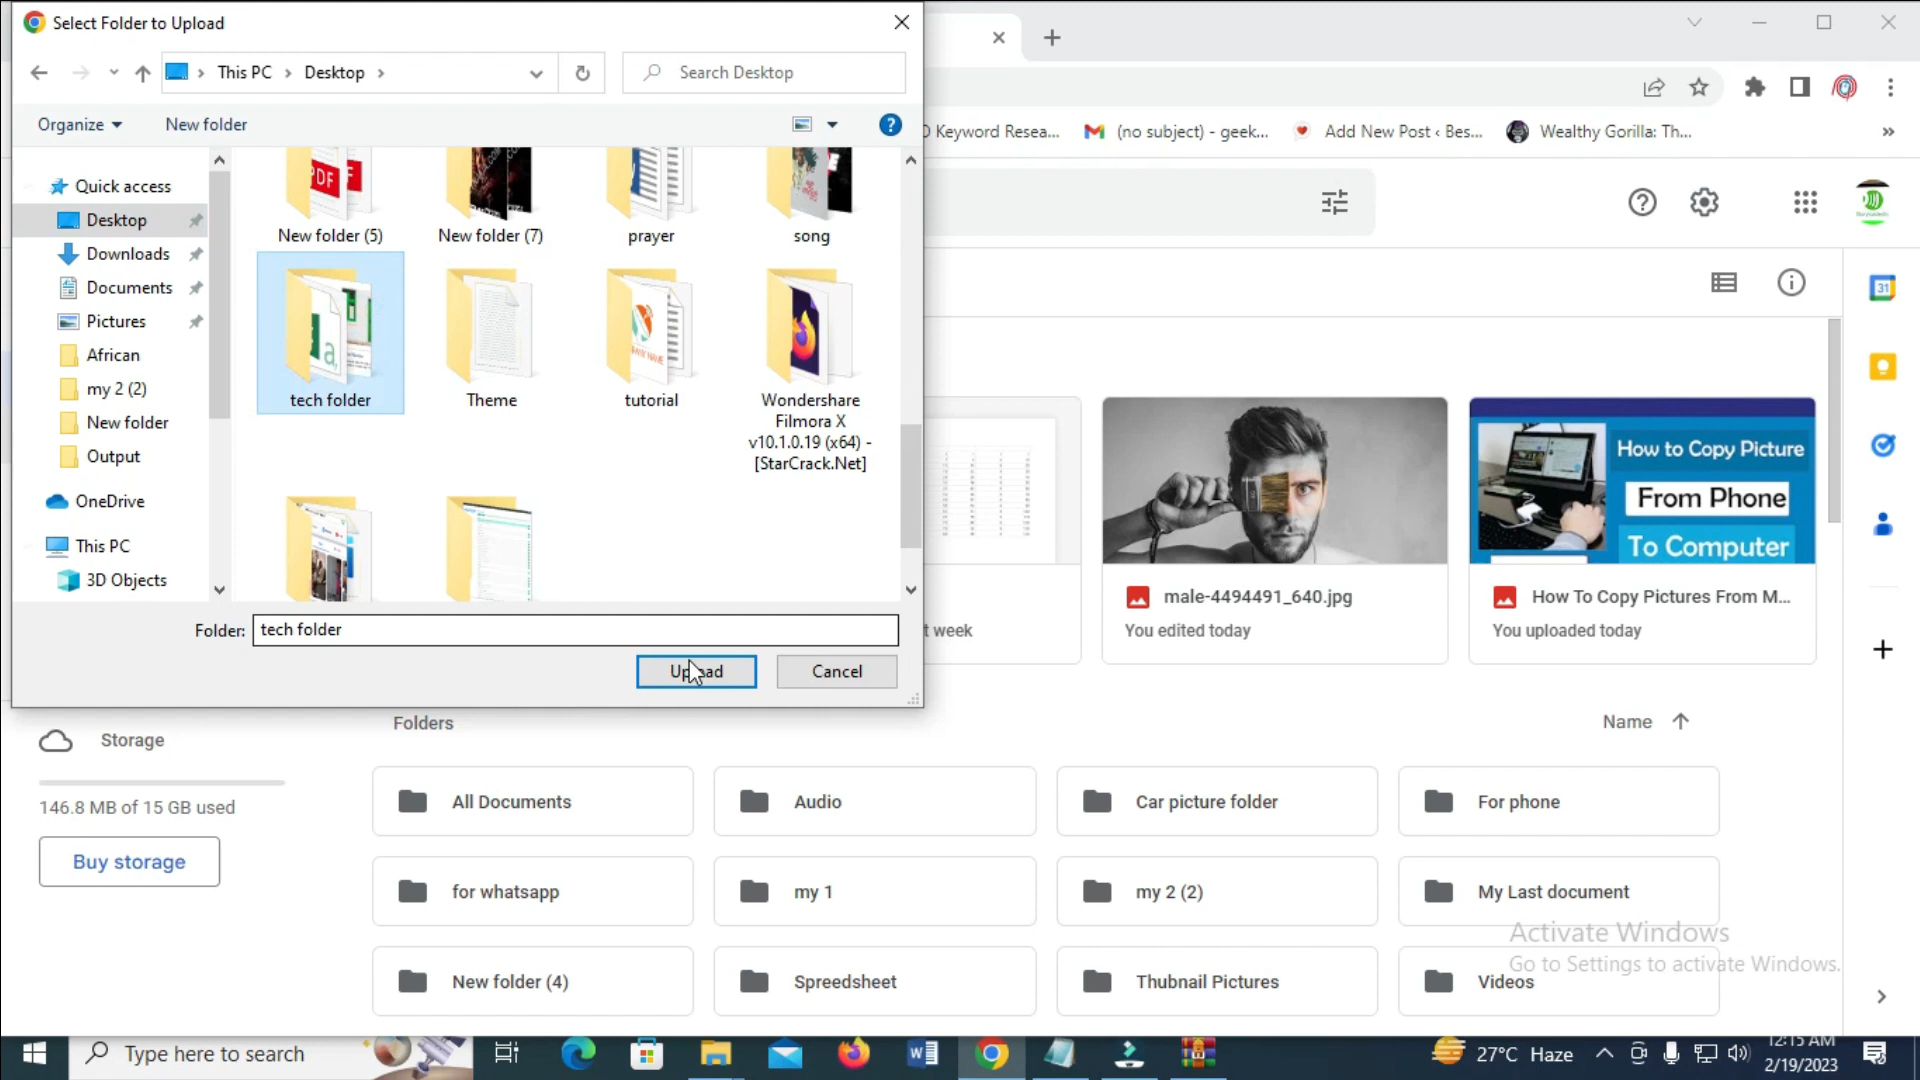 Select Folder to Upload
This PC
Desktop
Search Desktop
Organize
New folder
Quick access
Desktop
Downloads
Documents
Pictures
African
my 2 (2)
New folder
Output
OneDrive
This PC
3D Objects
PDF
New folder (5)
New folder (7)
prayer
song
tech folder
Theme
tutorial
Wondershare
Filmora X
v10.1.0.19 (x64) -
[StarCrack.Net]
Folder:
tech folder
Upload
Cancel
Keyword Resea...
(no subject) - geek...
Add New Post ‹ Bes...
Wealthy Gorilla: Th...
31
How to Copy Picture
From Phone
To Computer
t week
male-4494491_640.jpg
You edited today
How To Copy Pictures From M...
You uploaded today
Storage
146.8 MB of 15 GB used
Buy storage
Folders
Name
All Documents
Audio
Car picture folder
For phone
for whatsapp
my 1
my 2 (2)
My Last document
New folder (4)
Spreedsheet
Thubnail Pictures
Videos
Activate Windows
Go to Settings to activate Windows.
Type here to search
27°C Haze
12:15 AM
2/19/2023